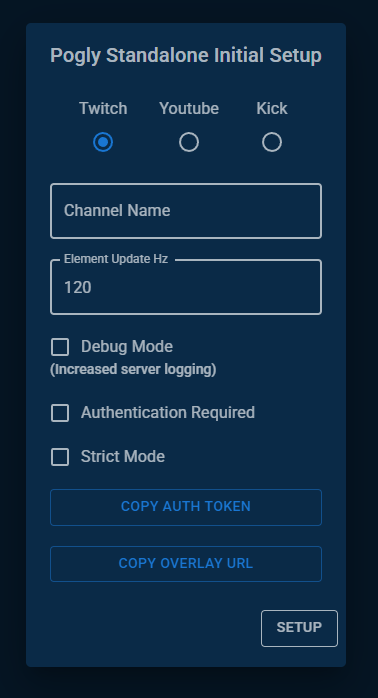 Pogly Standalone Initial Setup
Twitch Youtube Kick
Channel Name
Element Update Hz
120
Debug Mode
(Increased server logging)
Authentication Required
Strict Mode
COPY AUTH TOKEN
COPY OVERLAY URL
SETUP